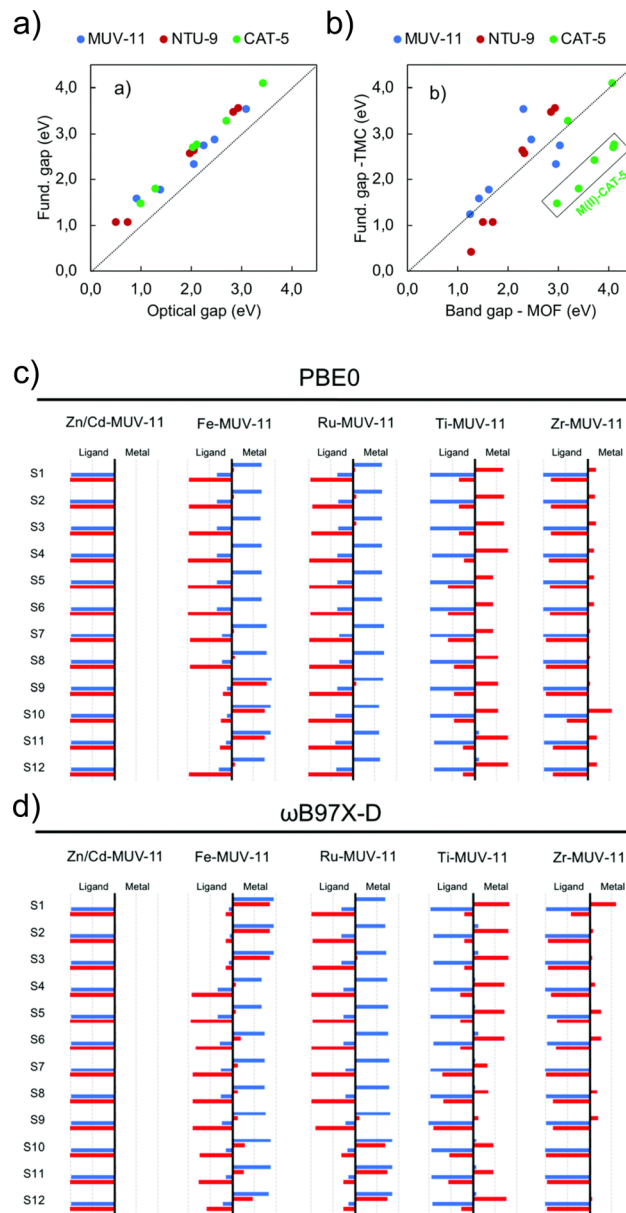 a)
b)
MUV-11 NTU-9 CAT-5
MUV-11 NTU-9 CAT-5
a)
Fund. gap (eV)
4,0
3,0
2,0
1,0
0,0
0,0 1,0 2,0 3,0 4,0
Optical gap (eV)
b)
Fund. gap -TMC (eV)
4,0
3,0
2,0
1,0
0,0
M(II)-CAT-5
0,0 1,0 2,0 3,0 4,0
Band gap - MOF (eV)
c)
PBE0
Zn/Cd-MUV-11 Fe-MUV-11 Ru-MUV-11 Ti-MUV-11 Zr-MUV-11
Ligand Metal Ligand Metal Ligand Metal Ligand Metal Ligand Metal
S1
S2
S3
S4
S5
S6
S7
S8
S9
S10
S11
S12
d)
ωB97X-D
Zn/Cd-MUV-11 Fe-MUV-11 Ru-MUV-11 Ti-MUV-11 Zr-MUV-11
Ligand Metal Ligand Metal Ligand Metal Ligand Metal Ligand Metal
S1
S2
S3
S4
S5
S6
S7
S8
S9
S10
S11
S12